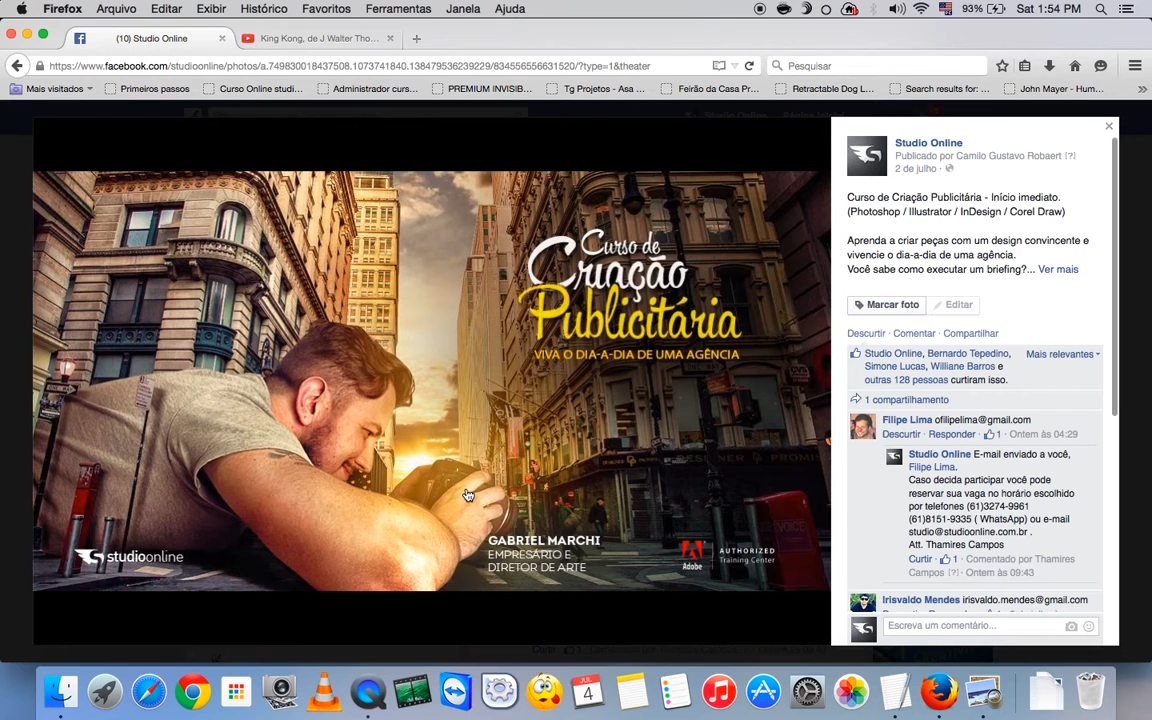 Firefox Arquivo Editar Exibir Histórico Favoritos Ferramentas Janela Ajuda 93% Sat 1:54 PM
(10) Studio Online × King Kong, de J Walter Tho... × +
https://www.facebook.com/studioonline/photos/a.749830018437508.1073741840.138479536239229/834556556631520/?type=1&theater Pesquisar
Mais visitados Primeiros passos Curso Online studi... Administrador curs... PREMIUM INVISIB... Tg Projetos - Asa ... Feirão da Casa Pr... Retractable Dog L... Search results for: ... John Mayer - Hum... »
Curso de
Criação
Publicitária
VIVA O DIA-A-DIA DE UMA AGÊNCIA
studioonline
GABRIEL MARCHI
EMPRESÁRIO E
DIRETOR DE ARTE
Adobe
AUTHORIZED
Training Center
Studio Online
Publicado por Camilo Gustavo Robaert [?]
2 de julho ·
Curso de Criação Publicitária - Início imediato.
(Photoshop / Illustrator / InDesign / Corel Draw)
Aprenda a criar peças com um design convincente e
vivencie o dia-a-dia de uma agência.
Você sabe como executar um briefing?... Ver mais
Marcar foto Editar
Descurtir · Comentar · Compartilhar
Studio Online, Bernardo Tepedino, Mais relevantes
Simone Lucas, Williane Barros e
outras 128 pessoas curtiram isso.
1 compartilhamento
Filipe Lima ofilipelima@gmail.com
Descurtir · Responder · 1 · Ontem às 04:29
Studio Online E-mail enviado a você,
Filipe Lima.
Caso decida participar você pode
reservar sua vaga no horário escolhido
por telefones (61)3274-9961
(61)8151-9335 ( WhatsApp) ou e-mail
studio@studioonline.com.br .
Att. Thamires Campos
Curtir · 1 · Comentado por Thamires
Campos [?] · Ontem às 09:43
Irisvaldo Mendes irisvaldo.mendes@gmail.com
Escreva um comentário...
JUL
4